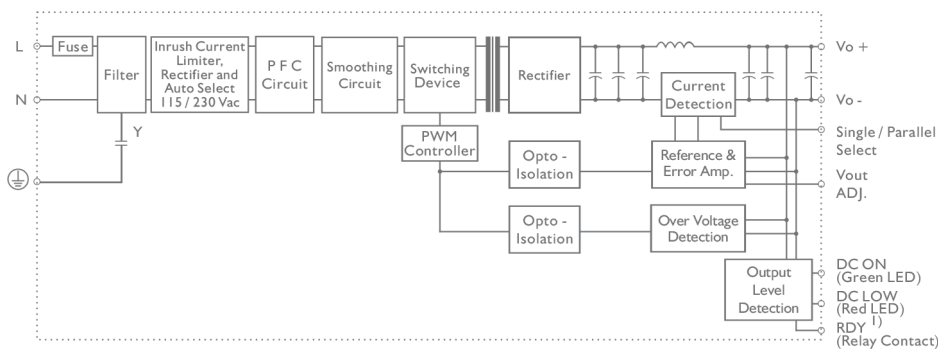 L
Fuse
Filter
Inrush Current
Limiter,
Rectifier and
Auto Select
115 / 230 Vac
P F C
Circuit
Smoothing
Circuit
Switching
Device
Rectifier
Current
Detection
Vo +
N
Vo -
Y
PWM
Controller
Single / Parallel
Select
Opto -
Isolation
Reference &
Error Amp.
Vout
ADJ.
Opto -
Isolation
Over Voltage
Detection
Output
Level
Detection
DC ON
(Green LED)
DC LOW
(Red LED)
RDY 1)
(Relay Contact)